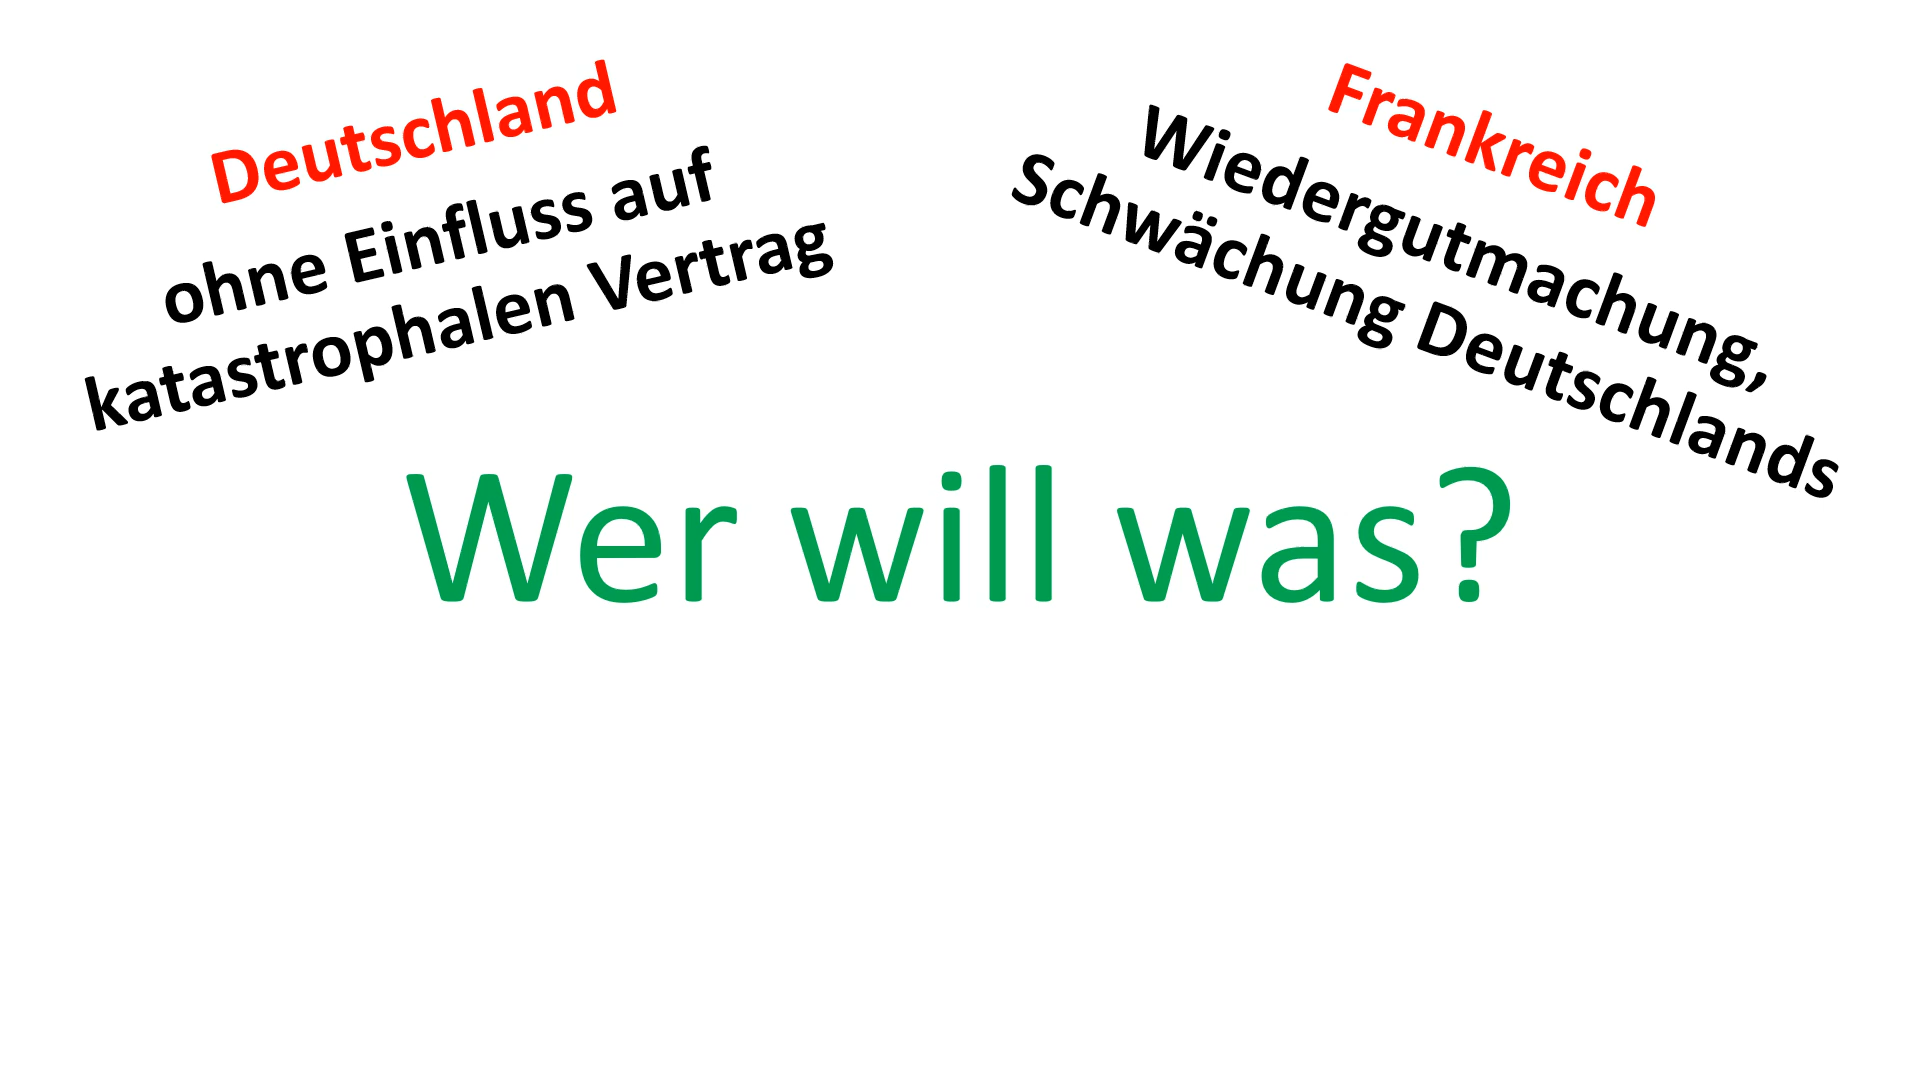 Deutschland
ohne Einfluss auf
katastrophalen Vertrag
Frankreich
Wiedergutmachung,
Schwächung Deutschlands
Wer will was?